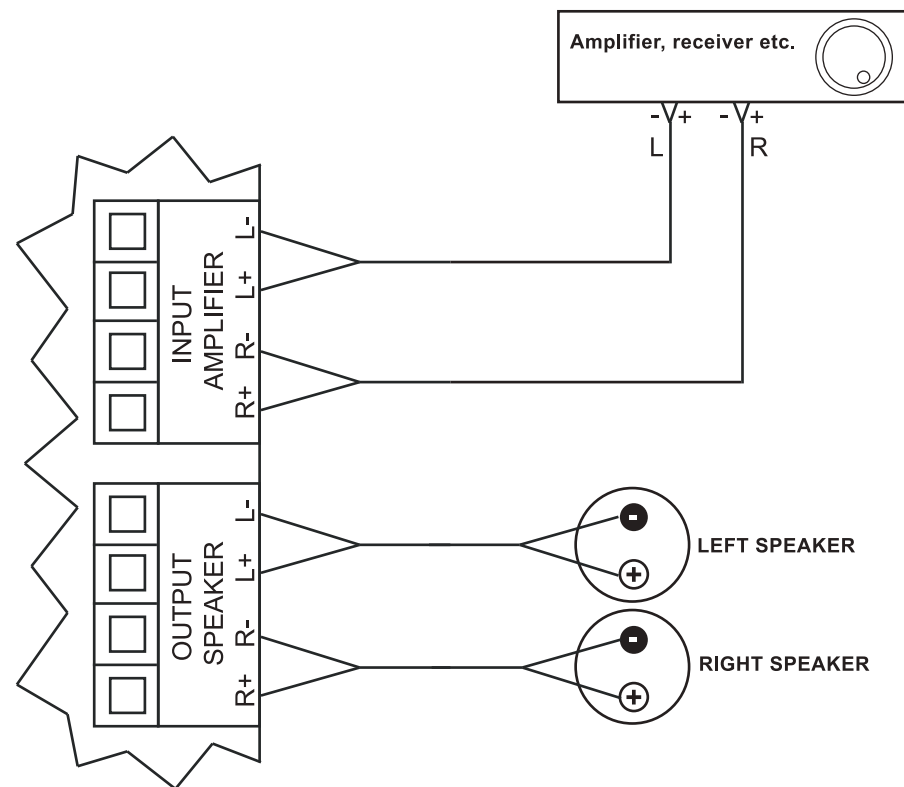 Amplifier, receiver etc.
- + - +
L R
INPUT
AMPLIFIER
L-
L+
R-
R+
OUTPUT
SPEAKER
L-
L+
R-
R+
-
+
LEFT SPEAKER
-
+
RIGHT SPEAKER